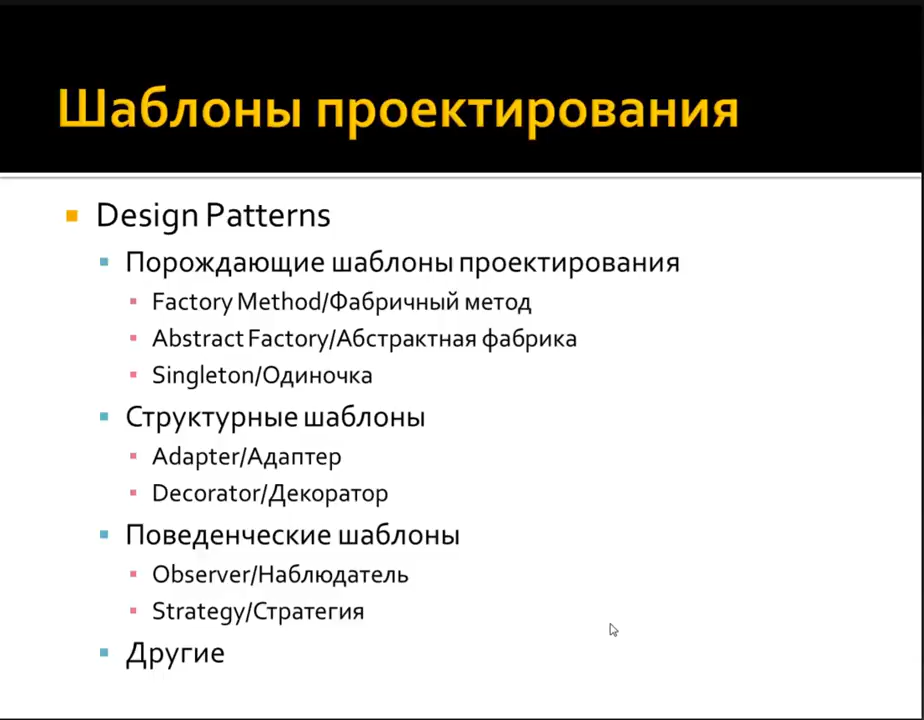 Шаблоны проектирования
Design Patterns
Порождающие шаблоны проектирования
Factory Method/Фабричный метод
Abstract Factory/Абстрактная фабрика
Singleton/Одиночка
Структурные шаблоны
Adapter/Адаптер
Decorator/Декоратор
Поведенческие шаблоны
Observer/Наблюдатель
Strategy/Стратегия
Другие